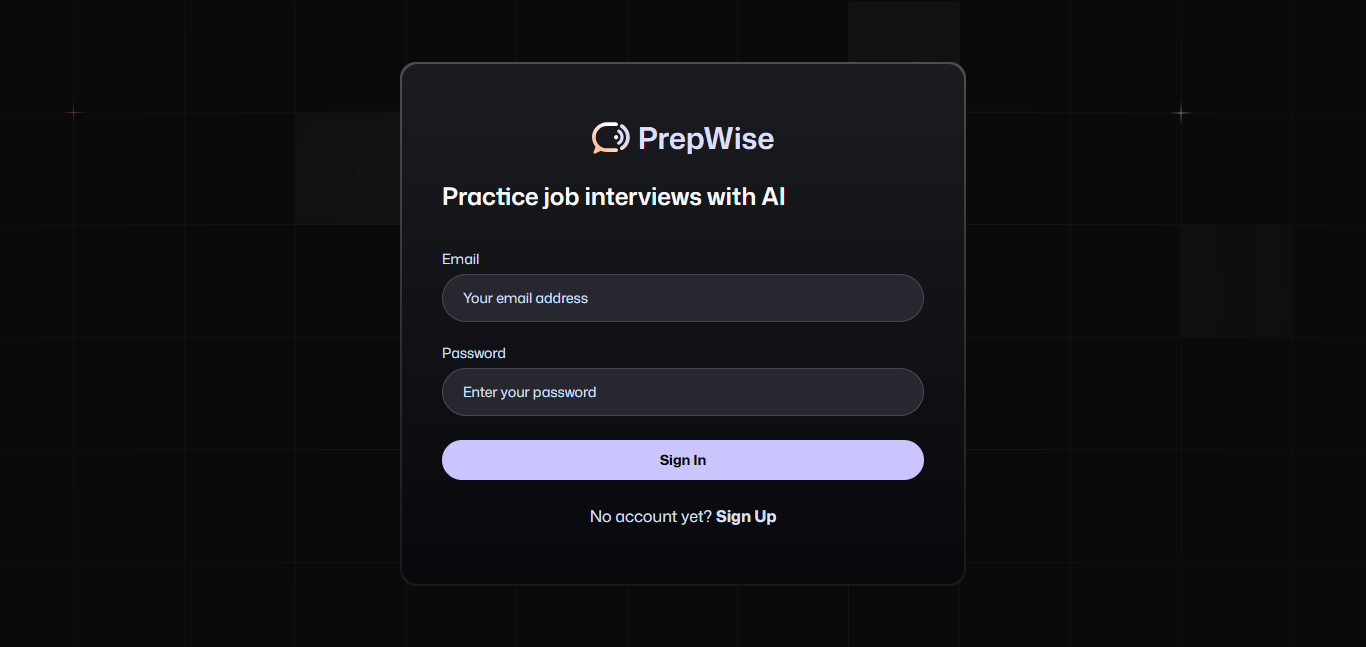 PrepWise
Practice job interviews with AI
Email
Your email address
Password
Enter your password
Sign In
No account yet? Sign Up